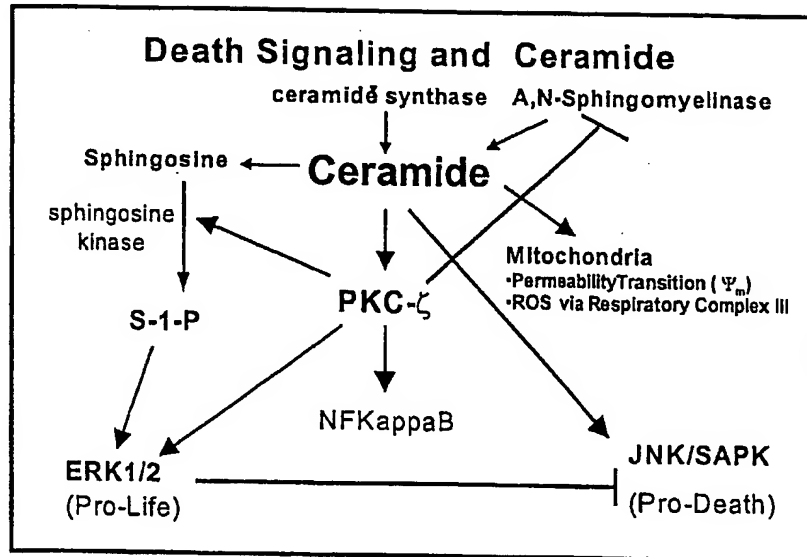 Death Signaling and Ceramide
ceramide synthase A,N-Sphingomyelinase
Sphingosine
Ceramide
sphingosine
kinase
Mitochondria
•PermeabilityTransition ( Ψm)
•ROS via Respiratory Complex III
PKC-ζ
S-1-P
NFKappaB
ERK1/2
(Pro-Life)
JNK/SAPK
(Pro-Death)